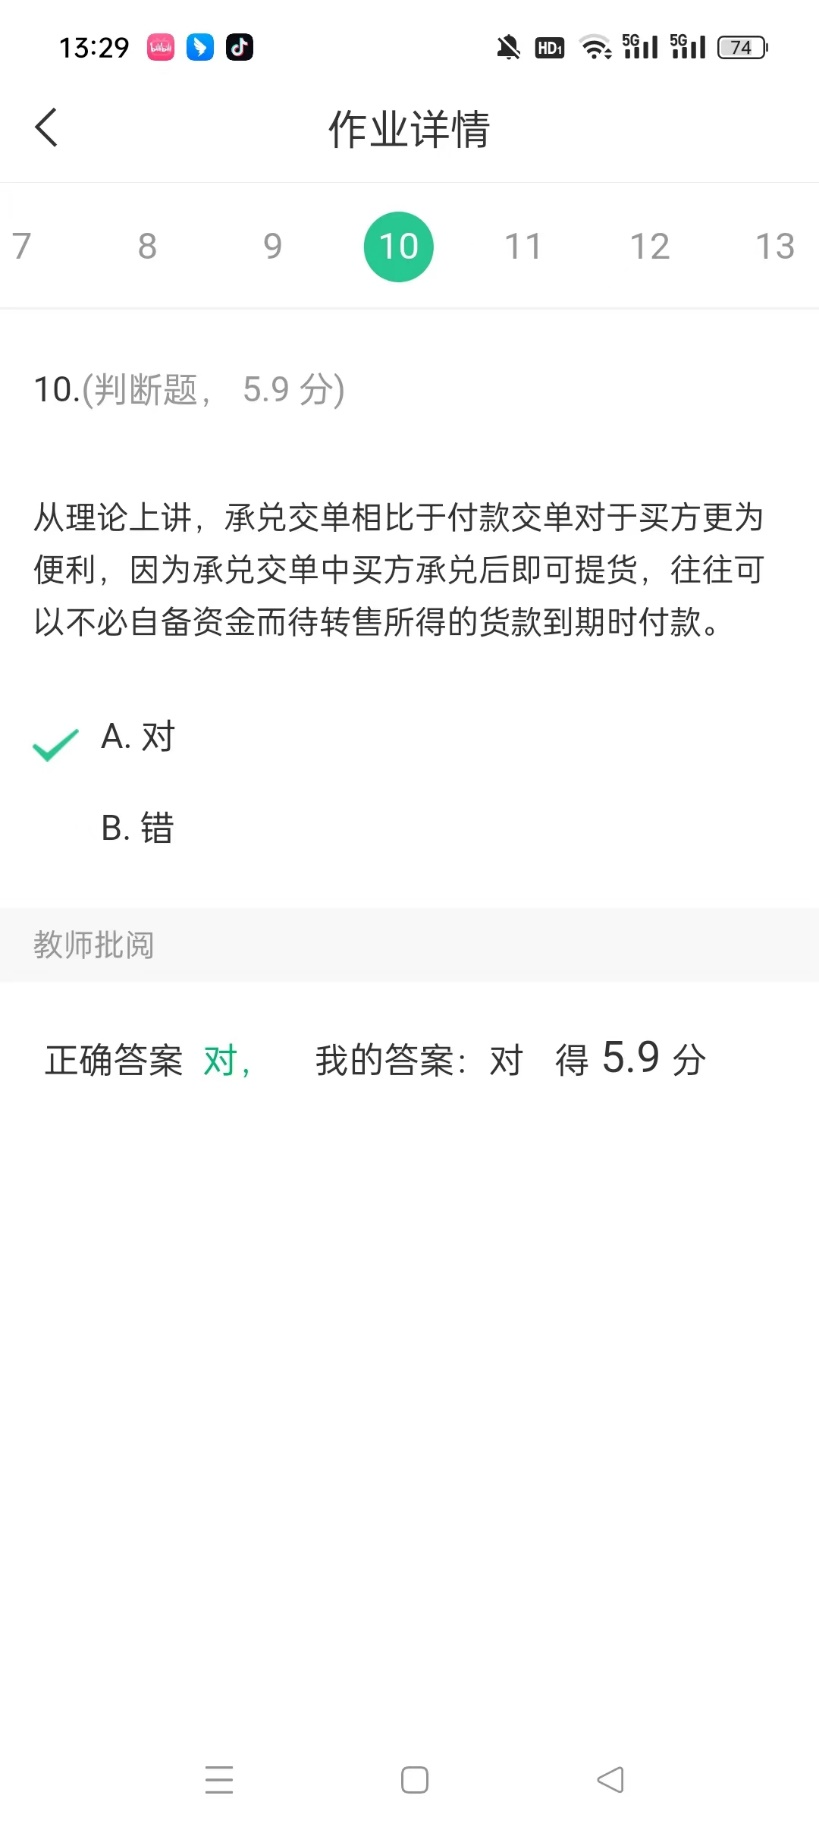 13:29 HD1 5G 5G 74
作业详情
7 8 9 10 11 12 13
10.(判断题， 5.9 分)
从理论上讲，承兑交单相比于付款交单对于买方更为
便利，因为承兑交单中买方承兑后即可提货，往往可
以不必自备资金而待转售所得的货款到期时付款。
A. 对
B. 错
教师批阅
正确答案 对， 我的答案：对 得 5.9 分